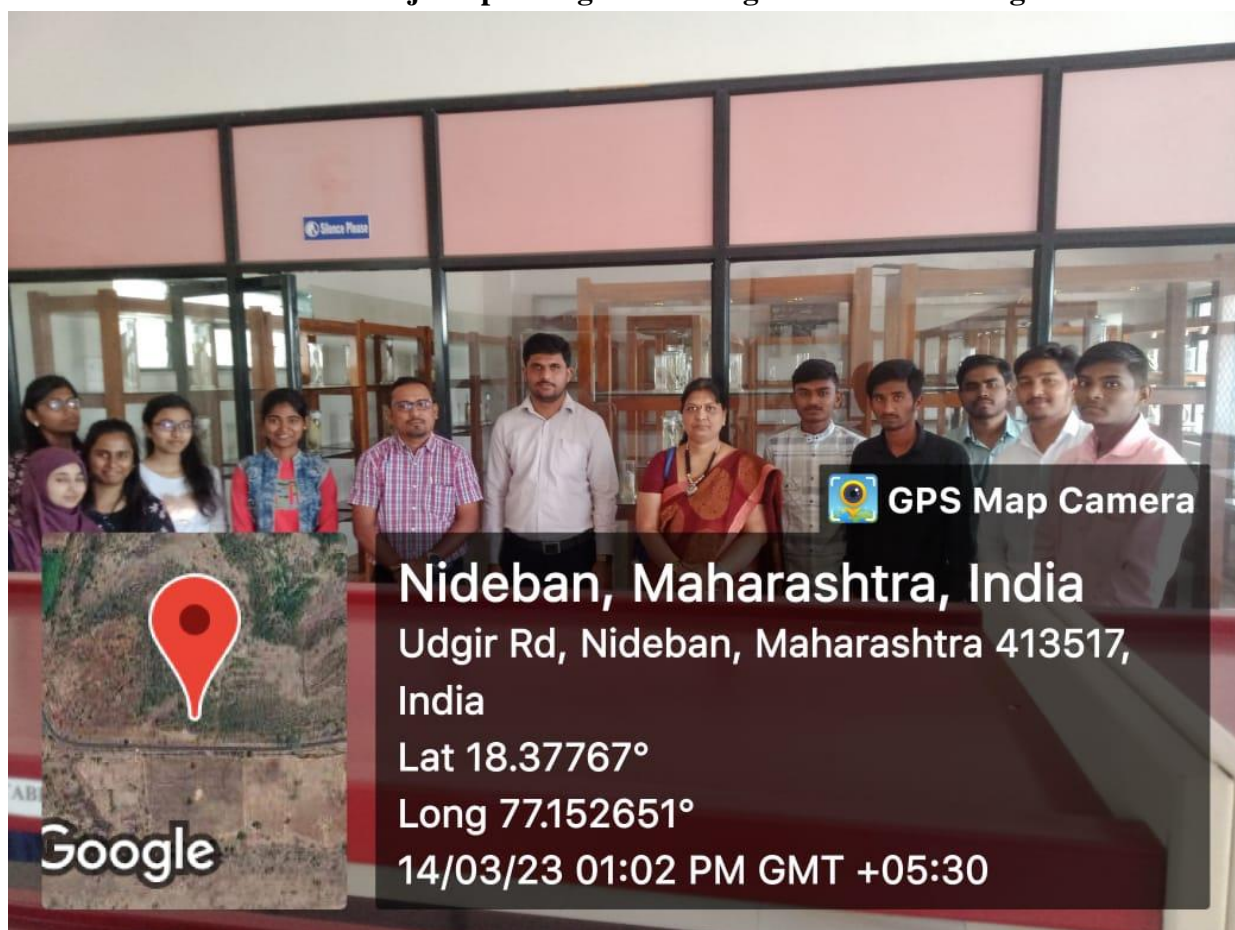 Silence Please
GPS Map Camera
Nideban, Maharashtra, India
Udgir Rd, Nideban, Maharashtra 413517,
India
Lat 18.37767°
Long 77.152651°
14/03/23 01:02 PM GMT +05:30
Google